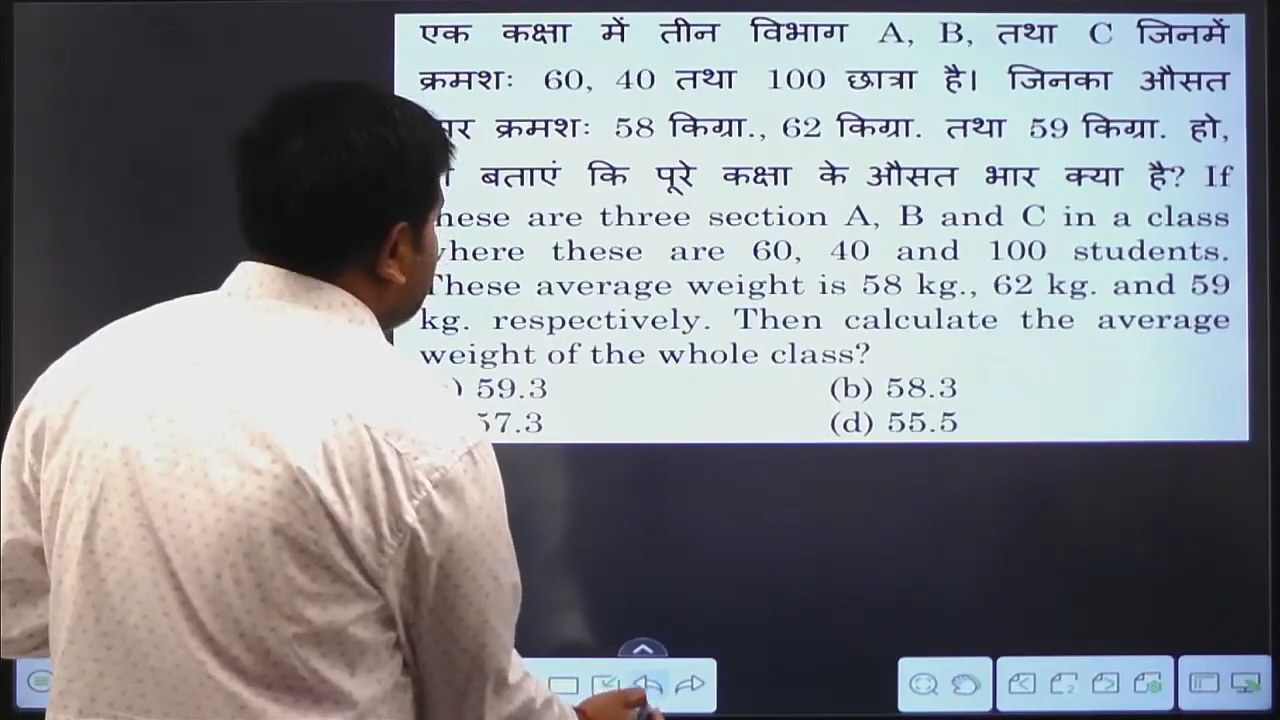 एक कक्षा में तीन विभाग A, B, तथा C जिनमें
क्रमशः 60, 40 तथा 100 छात्रा है। जिनका औसत
क्रमशः 58 किग्रा., 62 किग्रा. तथा 59 किग्रा. हो,
बताएं कि पूरे कक्षा के औसत भार क्या है? If
these are three section A, B and C in a class
where these are 60, 40 and 100 students.
These average weight is 58 kg., 62 kg. and 59
kg. respectively. Then calculate the average
weight of the whole class?
59.3 (b) 58.3
57.3 (d) 55.5